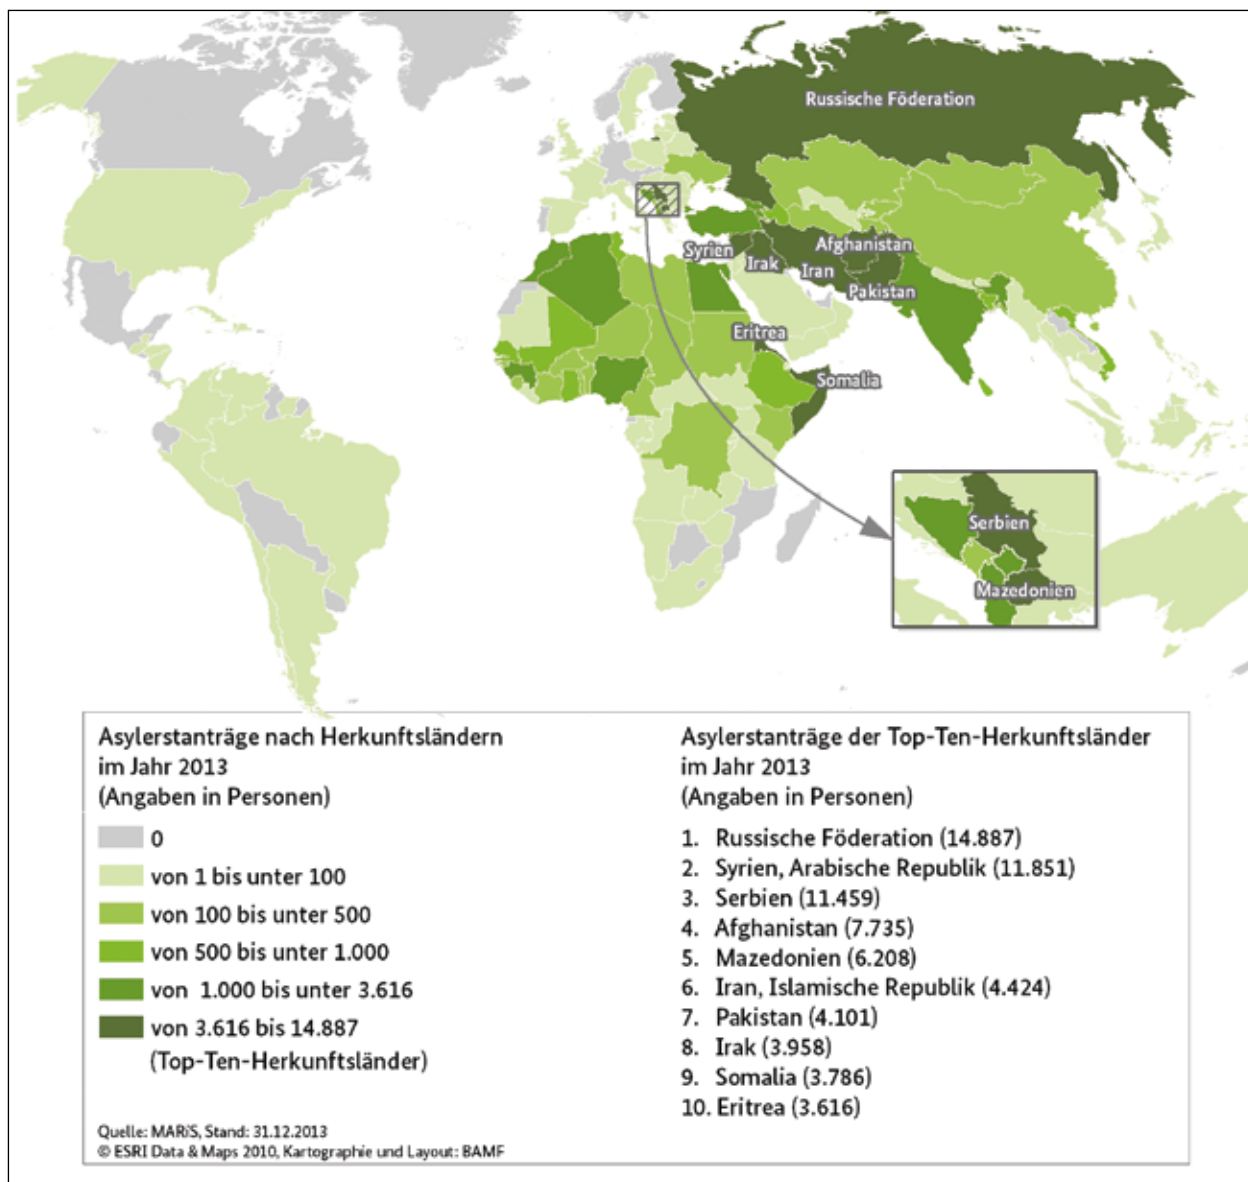 Russische Föderation
Syrien
Irak
Iran
Afghanistan
Pakistan
Eritrea
Somalia
Serbien
Mazedonien
Asylerstanträge nach Herkunftsländern
im Jahr 2013
(Angaben in Personen)
0
von 1 bis unter 100
von 100 bis unter 500
von 500 bis unter 1.000
von 1.000 bis unter 3.616
von 3.616 bis 14.887
(Top-Ten-Herkunftsländer)
Quelle: MARiS, Stand: 31.12.2013
© ESRI Data & Maps 2010, Kartographie und Layout: BAMF
Asylerstanträge der Top-Ten-Herkunftsländer
im Jahr 2013
(Angaben in Personen)
1. Russische Föderation (14.887)
2. Syrien, Arabische Republik (11.851)
3. Serbien (11.459)
4. Afghanistan (7.735)
5. Mazedonien (6.208)
6. Iran, Islamische Republik (4.424)
7. Pakistan (4.101)
8. Irak (3.958)
9. Somalia (3.786)
10. Eritrea (3.616)